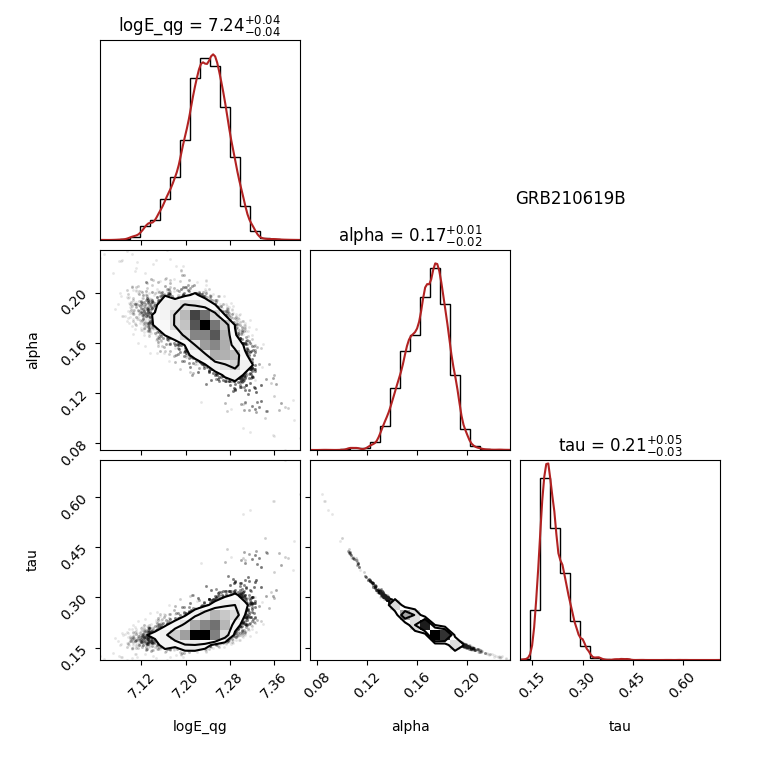 logE_qg = 7.24+0.04−0.04
GRB210619B
alpha = 0.17+0.01−0.02
0.20
0.16
0.12
0.08
alpha
tau = 0.21+0.05−0.03
0.60
0.45
0.30
0.15
tau
7.12 7.20 7.28 7.36
0.08 0.12 0.16 0.20
0.15 0.30 0.45 0.60
logE_qg alpha tau